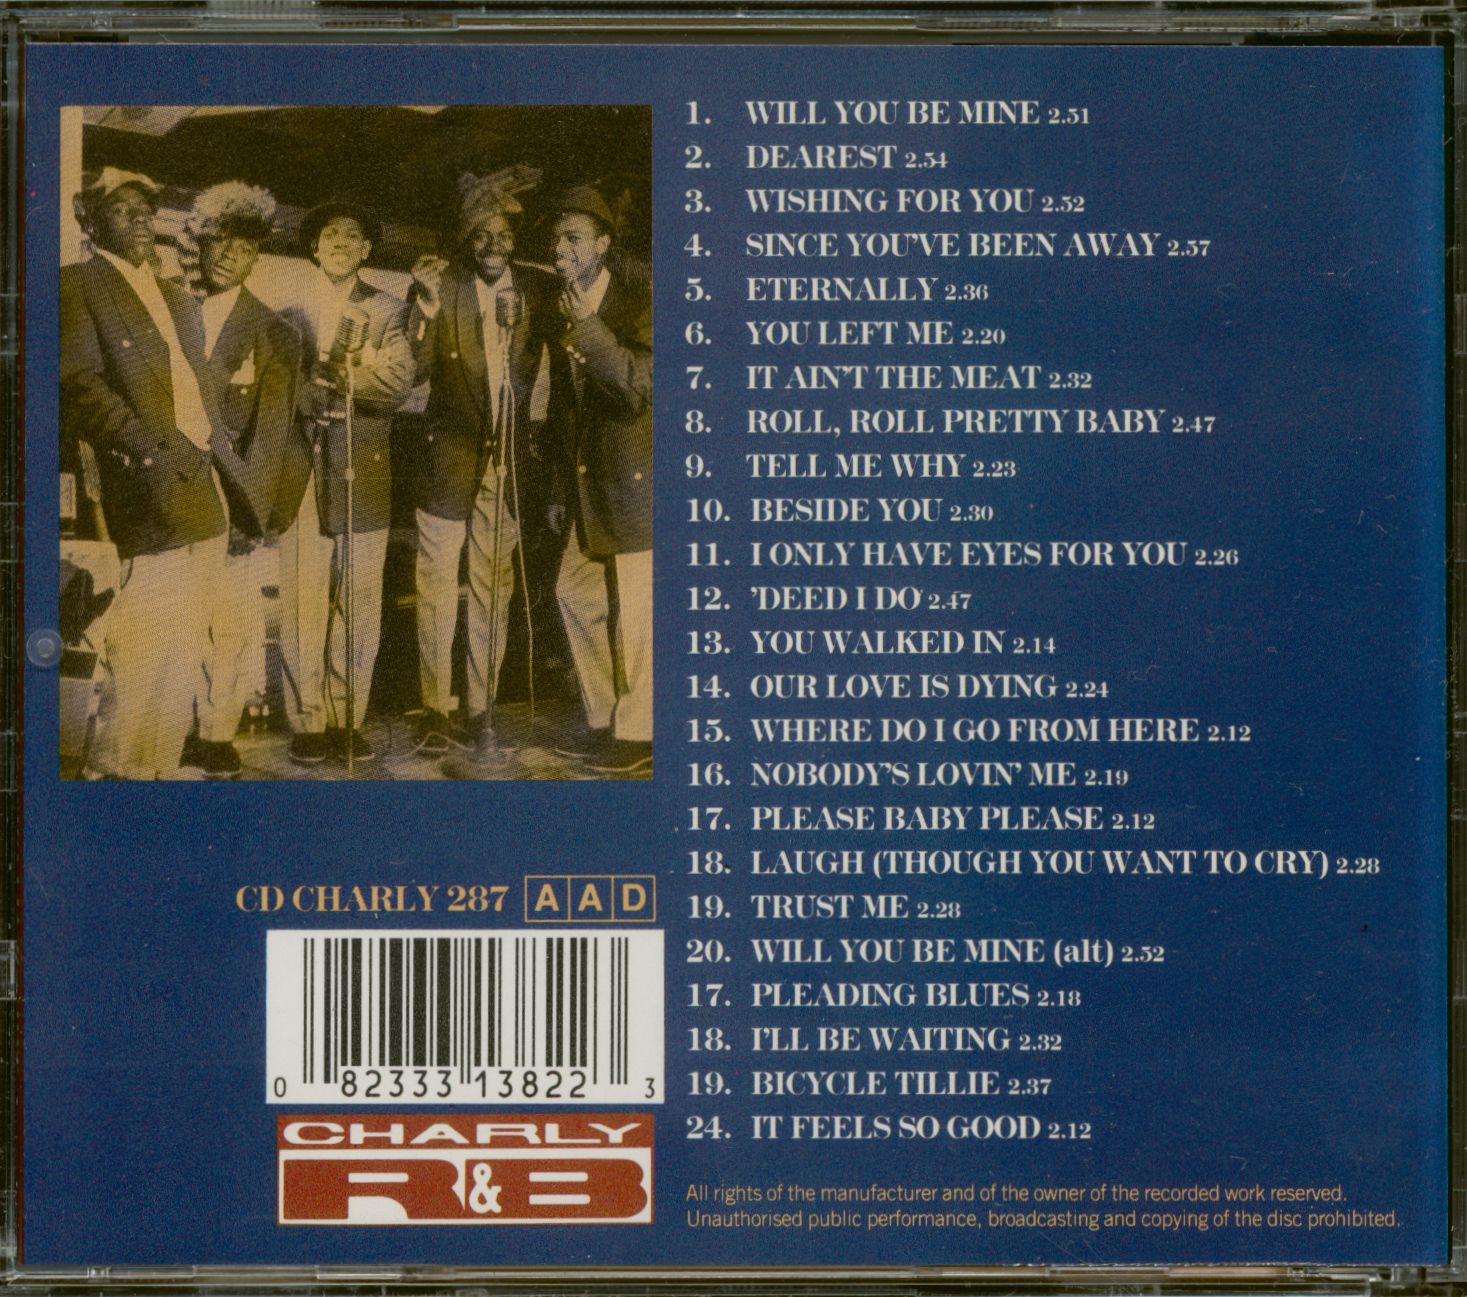 1. WILL YOU BE MINE 2.51
2. DEAREST 2.54
3. WISHING FOR YOU 2.52
4. SINCE YOU'VE BEEN AWAY 2.57
5. ETERNALLY 2.36
6. YOU LEFT ME 2.20
7. IT AIN'T THE MEAT 2.32
8. ROLL, ROLL PRETTY BABY 2.47
9. TELL ME WHY 2.23
10. BESIDE YOU 2.30
11. I ONLY HAVE EYES FOR YOU 2.26
12. 'DEED I DO 2.47
13. YOU WALKED IN 2.14
14. OUR LOVE IS DYING 2.24
15. WHERE DO I GO FROM HERE 2.12
16. NOBODY'S LOVIN' ME 2.19
17. PLEASE BABY PLEASE 2.12
18. LAUGH (THOUGH YOU WANT TO CRY) 2.28
19. TRUST ME 2.28
20. WILL YOU BE MINE (alt) 2.52
17. PLEADING BLUES 2.18
18. I'LL BE WAITING 2.32
19. BICYCLE TILLIE 2.37
24. IT FEELS SO GOOD 2.12
CD CHARLY 287 AAD
0 82333 13822 3
CHARLY
R&B
All rights of the manufacturer and of the owner of the recorded work reserved.
Unauthorised public performance, broadcasting and copying of the disc prohibited.